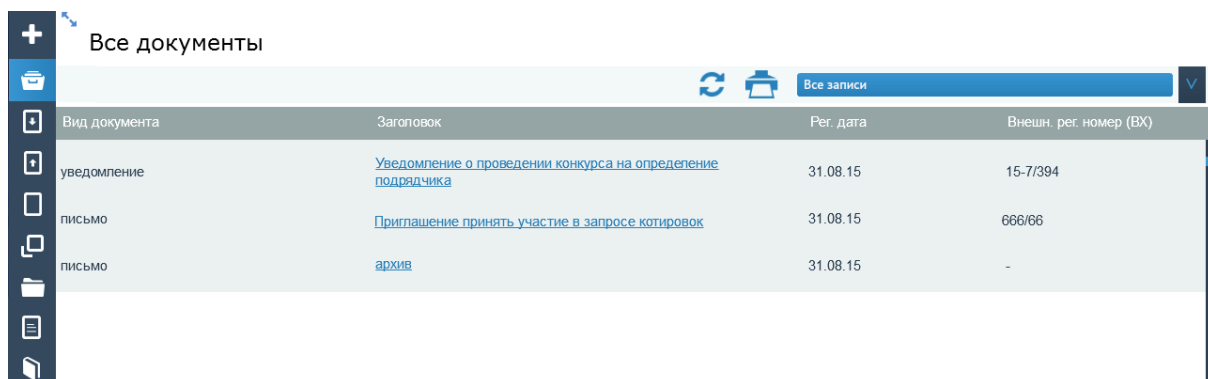 Все документы
Все записи
Вид документа Заголовок Рег. дата Внешн. рег. номер (ВХ)
уведомление Уведомление о проведении конкурса на определение подрядчика 31.08.15 15-7/394
письмо Приглашение принять участие в запросе котировок 31.08.15 666/66
письмо архив 31.08.15 -